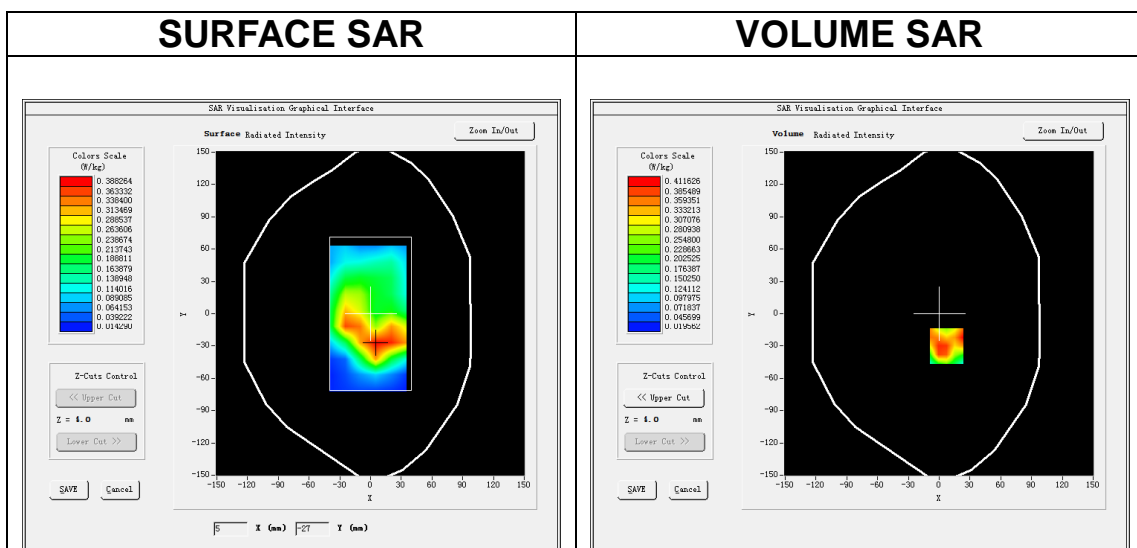 SURFACE SAR
VOLUME SAR
SAR Visualisation Graphical Interface
Surface Radiated Intensity
Zoom In/Out
Colors Scale
(W/kg)
0.388264
0.363332
0.338400
0.313469
0.288537
0.263606
0.238674
0.213743
0.188811
0.163879
0.138948
0.114016
0.089085
0.064153
0.039222
0.014290
150
120
90
60
30
0
-30
-60
-90
-120
-150
Y
-150 -120 -90 -60 -30 0 30 60 90 120 150
X
Z-Cuts Control
<< Upper Cut
Z = 4.0 mm
Lower Cut >>
SAVE Cancel
5 X (mm) -27 Y (mm)
SAR Visualisation Graphical Interface
Volume Radiated Intensity
Zoom In/Out
Colors Scale
(W/kg)
0.411626
0.385489
0.359351
0.333213
0.307076
0.280938
0.254800
0.228663
0.202525
0.176387
0.150250
0.124112
0.097975
0.071837
0.045699
0.019562
150
120
90
60
30
0
-30
-60
-90
-120
-150
Y
-150 -120 -90 -60 -30 0 30 60 90 120 150
X
Z-Cuts Control
<< Upper Cut
Z = 4.0 mm
Lower Cut >>
SAVE Cancel